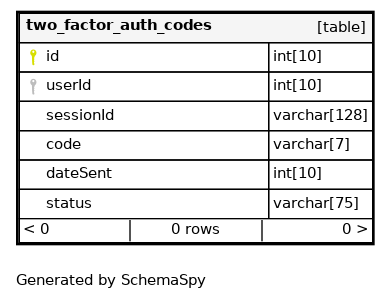 two_factor_auth_codes [table]
id int[10]
userId int[10]
sessionId varchar[128]
code varchar[7]
dateSent int[10]
status varchar[75]
< 0 0 rows 0 >
Generated by SchemaSpy